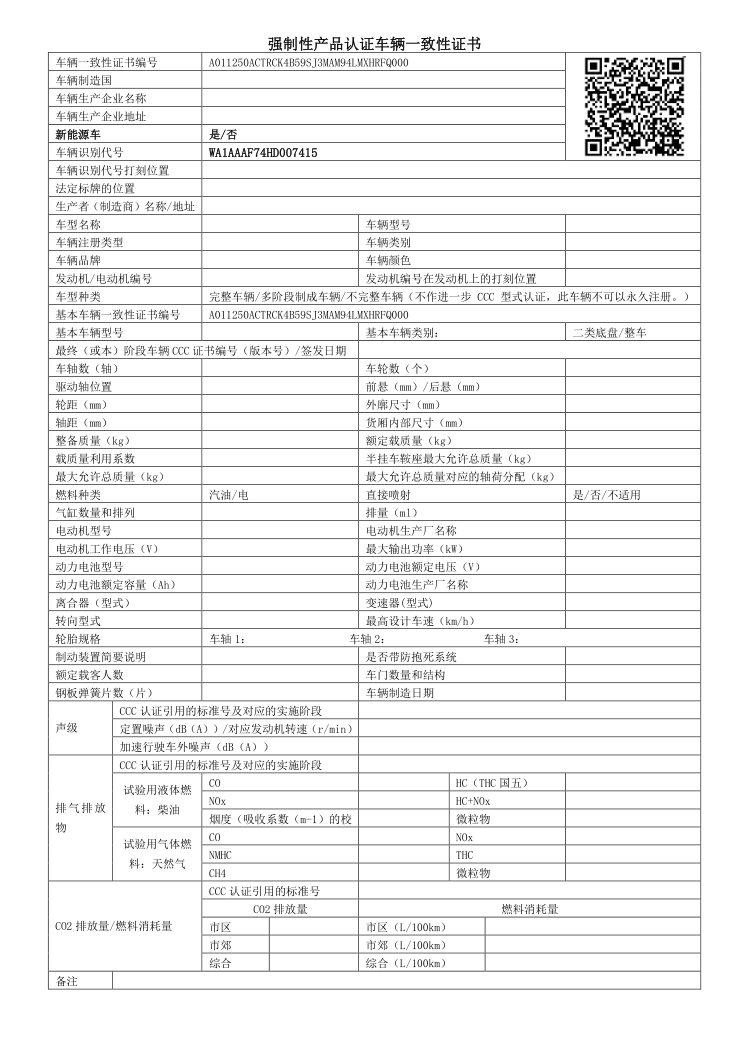 强制性产品认证车辆一致性证书
车辆一致性证书编号 A011250ACTRCK4B59SJ3MAM94LMXHRFQ000
车辆制造国
车辆生产企业名称
车辆生产企业地址
新能源车 是/否
车辆识别代号 WA1AAAF74HD007415
车辆识别代号打刻位置
法定标牌的位置
生产者（制造商）名称/地址
车型名称 车辆型号
车辆注册类型 车辆类别
车辆品牌 车辆颜色
发动机/电动机编号 发动机编号在发动机上的打刻位置
车型种类 完整车辆/多阶段制成车辆/不完整车辆（不作进一步 CCC 型式认证，此车辆不可以永久注册。）
基本车辆一致性证书编号 A011250ACTRCK4B59SJ3MAM94LMXHRFQ000
基本车辆型号 基本车辆类别： 二类底盘/整车
最终（或本）阶段车辆 CCC 证书编号（版本号）/签发日期
车轴数（轴） 车轮数（个）
驱动轴位置 前悬（mm）/后悬（mm）
轮距（mm） 外廓尺寸（mm）
轴距（mm） 货厢内部尺寸（mm）
整备质量（kg） 额定载质量（kg）
载质量利用系数 半挂车鞍座最大允许总质量（kg）
最大允许总质量（kg） 最大允许总质量对应的轴荷分配（kg）
燃料种类 汽油/电 直接喷射 是/否/不适用
气缸数量和排列 排量（ml）
电动机型号 电动机生产厂名称
电动机工作电压（V） 最大输出功率（kW）
动力电池型号 动力电池额定电压（V）
动力电池额定容量（Ah） 动力电池生产厂名称
离合器（型式） 变速器(型式)
转向型式 最高设计车速（km/h）
轮胎规格 车轴 1： 车轴 2： 车轴 3：
制动装置简要说明 是否带防抱死系统
额定载客人数 车门数量和结构
钢板弹簧片数（片） 车辆制造日期
声级 CCC 认证引用的标准号及对应的实施阶段
定置噪声（dB（A））/对应发动机转速（r/min）
加速行驶车外噪声（dB（A））
排气排放物 CCC 认证引用的标准号及对应的实施阶段
试验用液体燃料：柴油 CO HC（THC 国五）
NOx HC+NOx
烟度（吸收系数（m-1）的校 微粒物
试验用气体燃料：天然气 CO NOx
NMHC THC
CH4 微粒物
CO2 排放量/燃料消耗量 CCC 认证引用的标准号
CO2 排放量 燃料消耗量
市区 市区（L/100km）
市郊 市郊（L/100km）
综合 综合（L/100km）
备注